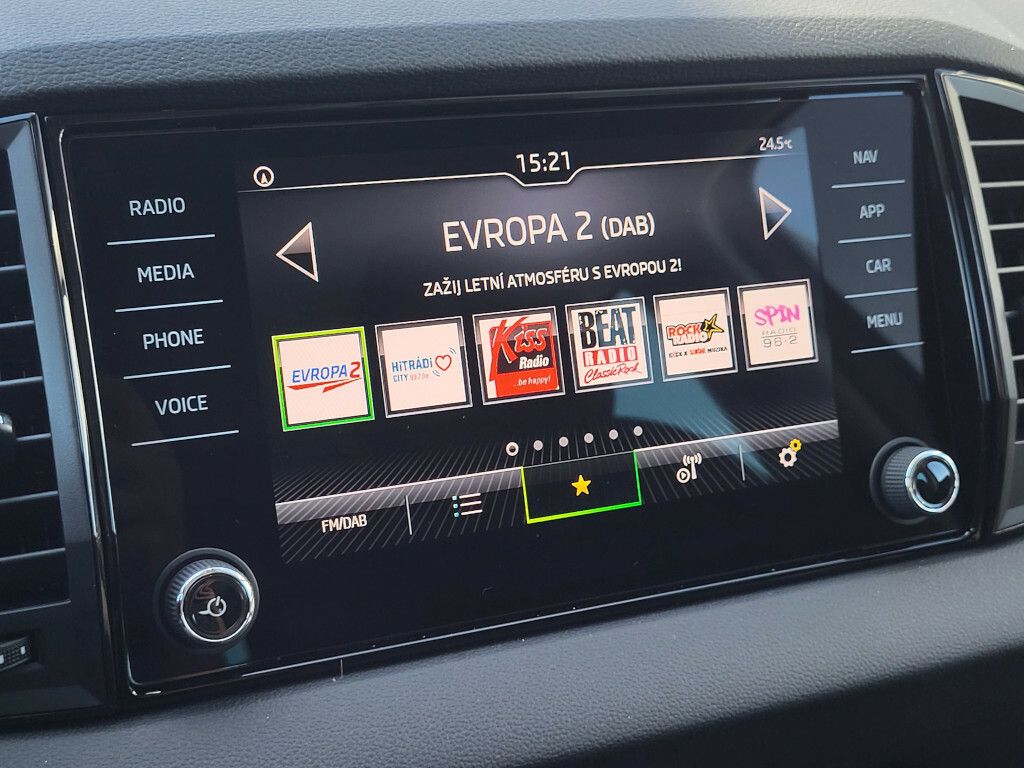 15:21
24.5°C
RADIO
MEDIA
PHONE
VOICE
NAV
APP
CAR
MENU
EVROPA 2 (DAB)
ZAŽIJ LETNÍ ATMOSFÉRU S EVROPOU 2!
EVROPA 2
HiTRÁDiO
CITY
Kiss
Radio
...be happy!
BEAT
RADIO
ClassicRock
ROCK
RADIO
SPIN
RADIO
96·2
FM/DAB